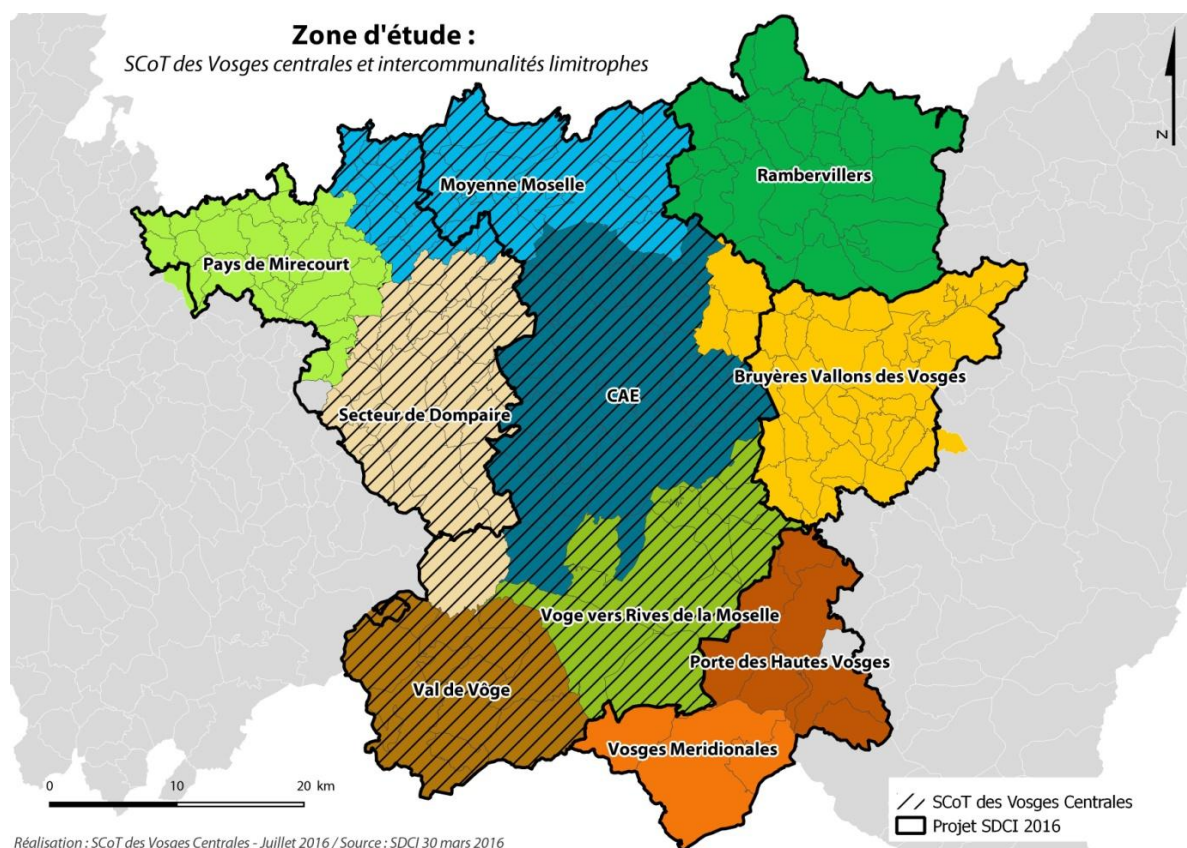 Zone d'étude :
SCoT des Vosges centrales et intercommunalités limitrophes
Z
Rambervillers
Moyenne Moselle
Pays de Mirecourt
Bruyères Vallons des Vosges
CAE
Secteur de Dompaire
Voge vers Rives de la Moselle
Porte des Hautes Vosges
Val de Vôge
Vosges Meridionales
0 10 20 km
SCoT des Vosges Centrales
Projet SDCI 2016
Réalisation : SCoT des Vosges Centrales - Juillet 2016 / Source : SDCI 30 mars 2016